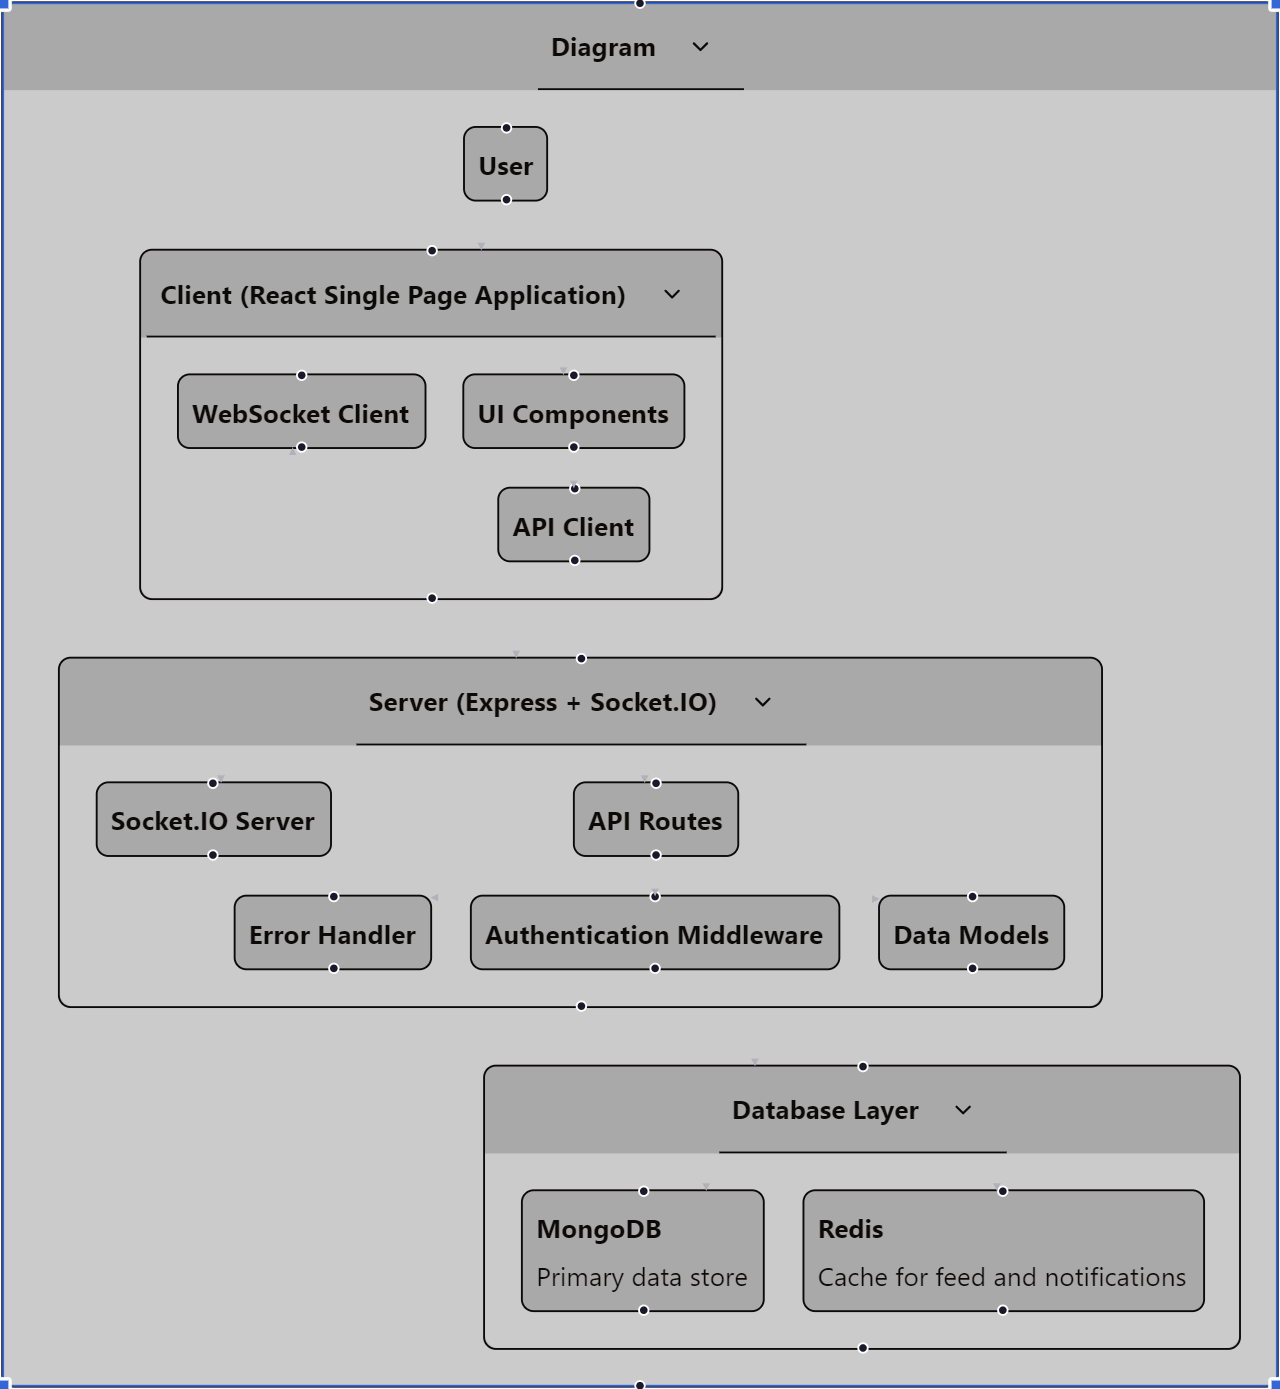 Diagram
User
Client (React Single Page Application)
WebSocket Client
UI Components
API Client
Server (Express + Socket.IO)
Socket.IO Server
API Routes
Error Handler
Authentication Middleware
Data Models
Database Layer
MongoDB
Primary data store
Redis
Cache for feed and notifications